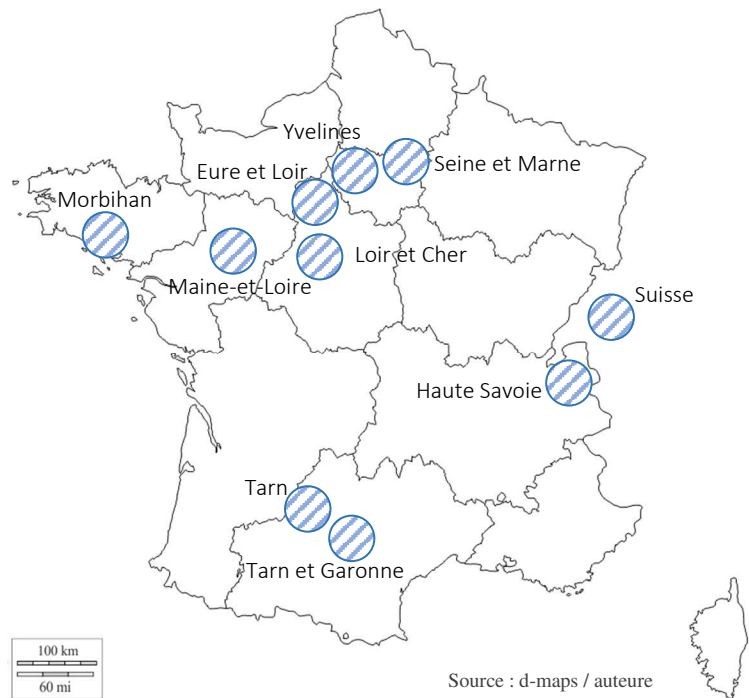 Yvelines
Eure et Loir
Seine et Marne
Morbihan
Loir et Cher
Maine-et-Loire
Suisse
Haute Savoie
Tarn
Tarn et Garonne
100 km
60 mi
Source : d-maps / auteure